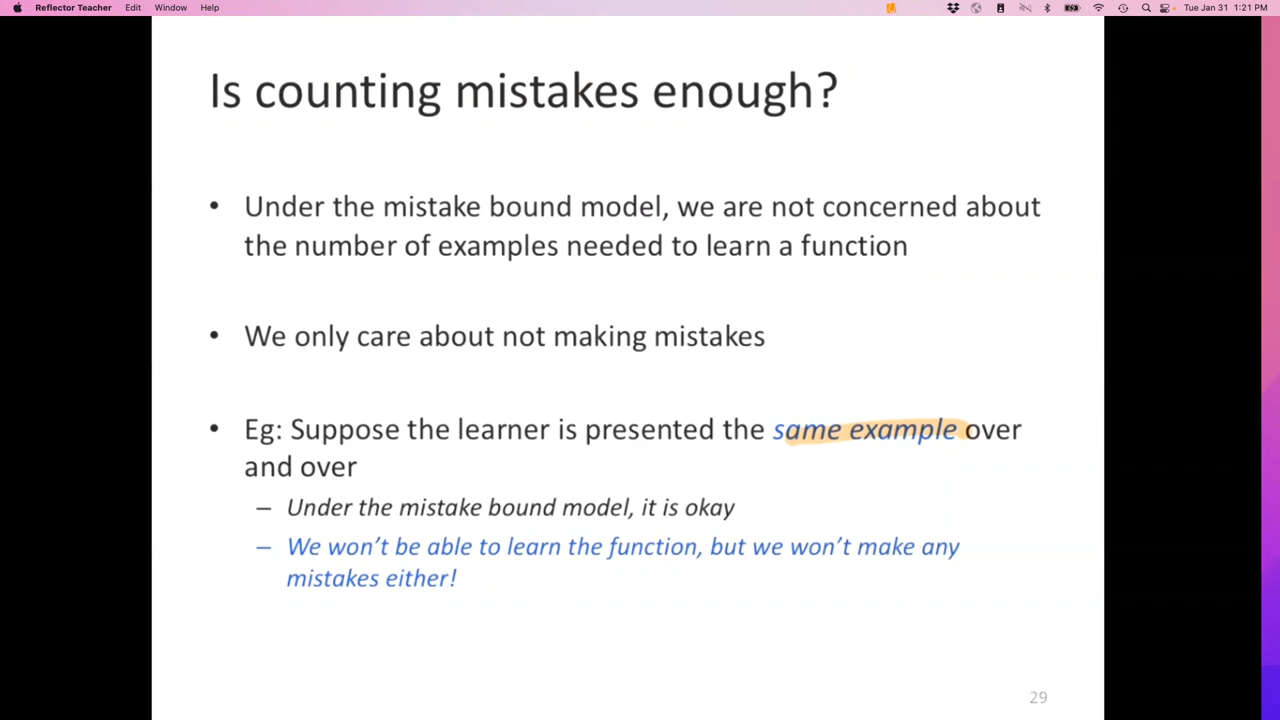 Reflector Teacher Edit Window Help Tue Jan 31 1:21 PM
Is counting mistakes enough?
• Under the mistake bound model, we are not concerned about
the number of examples needed to learn a function
• We only care about not making mistakes
• Eg: Suppose the learner is presented the same example over
and over
– Under the mistake bound model, it is okay
– We won’t be able to learn the function, but we won’t make any
mistakes either!
29